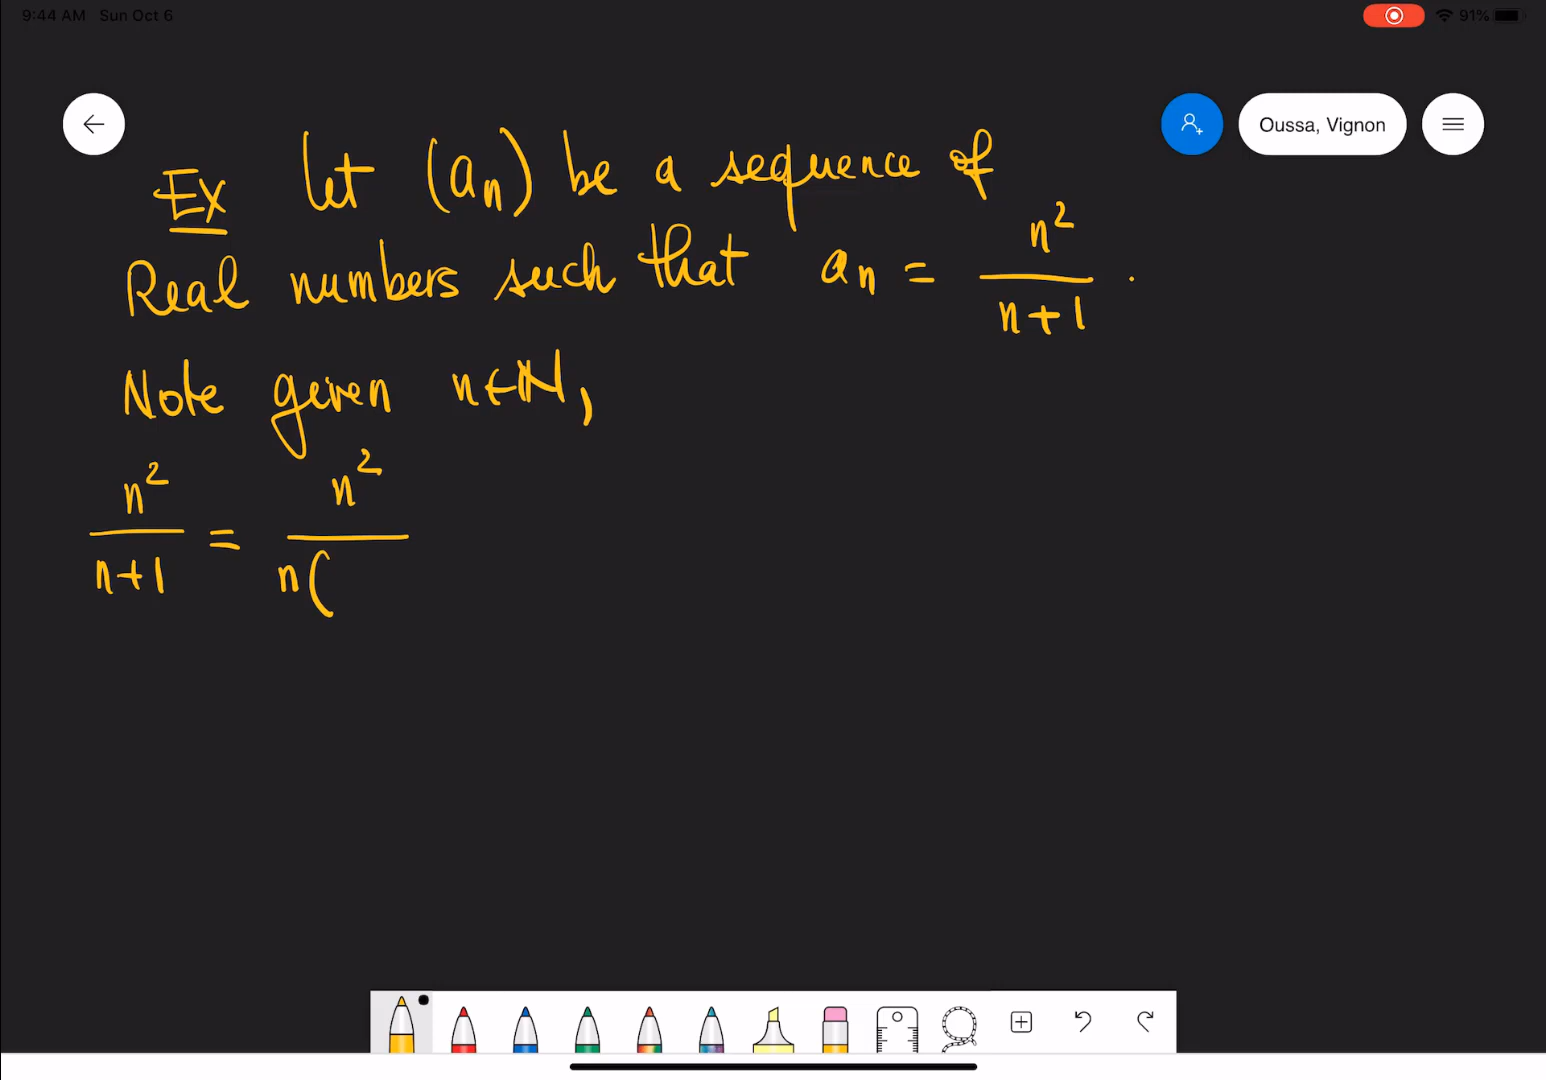 9:44 AM Sun Oct 6
91%
Oussa, Vignon
Ex Let (aₙ) be a sequence of
Real numbers such that aₙ = n²/(n+1) .
Note given n∈ℕ,
n²/(n+1) = n²/n(